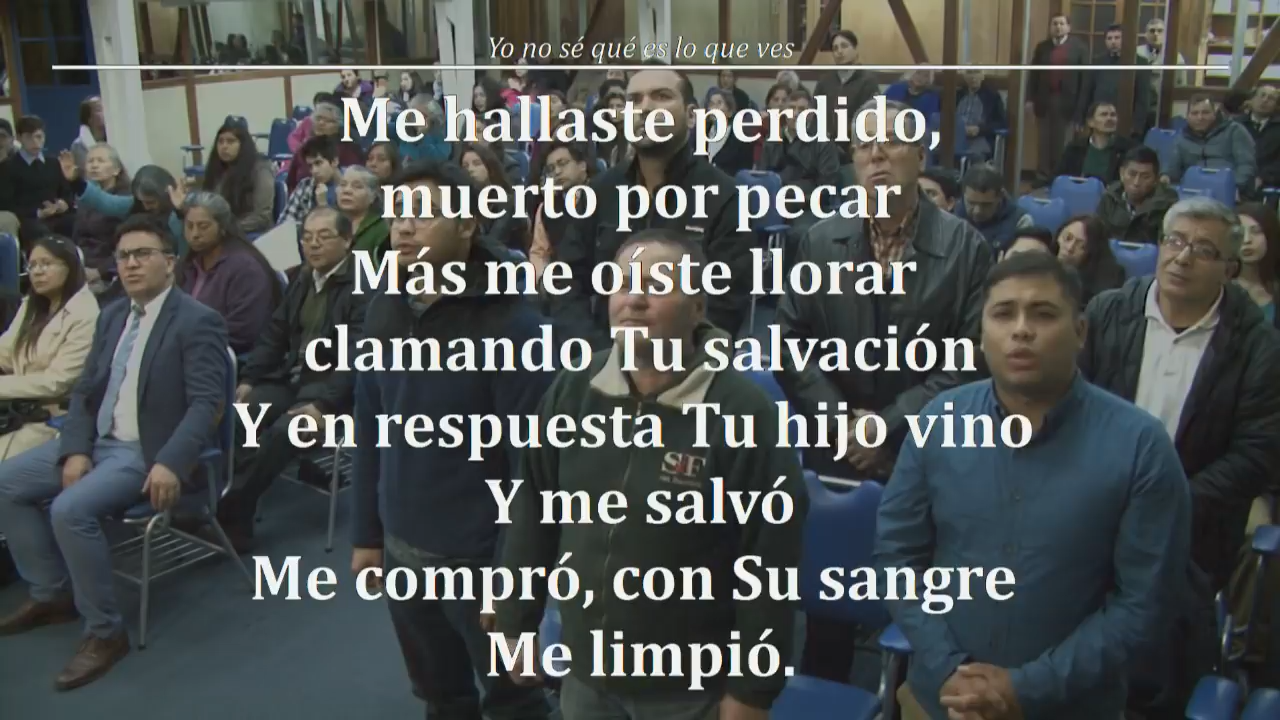 Yo no sé qué es lo que ves
Me hallaste perdido,
muerto por pecar
Más me oíste llorar
clamando Tu salvación
Y en respuesta Tu hijo vino
Y me salvó
Me compró, con Su sangre
Me limpió.